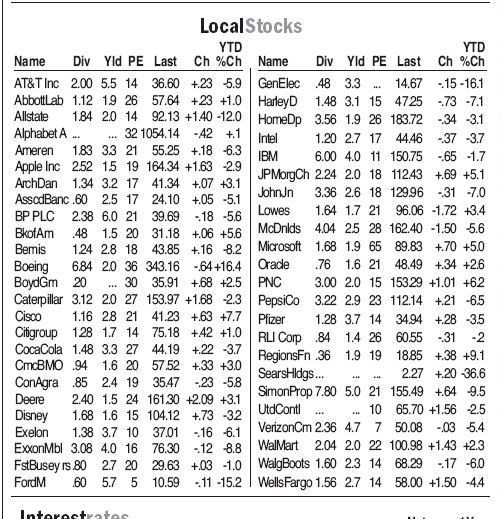 LocalStocks
YTD
Name Div Yld PE Last Ch %Ch
AT&T Inc 2.00 5.5 14 36.60 +.23 -5.9
AbbottLab 1.12 1.9 26 57.64 +.23 +1.0
Allstate 1.84 2.0 14 92.13 +1.40 -12.0
Alphabet A ... ... 32 1054.14 -.42 +.1
Ameren 1.83 3.3 21 55.25 +.18 -6.3
Apple Inc 2.52 1.5 19 164.34 +1.63 -2.9
ArchDan 1.34 3.2 17 41.34 +.07 +3.1
AsscdBanc .60 2.5 17 24.10 +.05 -5.1
BP PLC 2.38 6.0 21 39.69 -.18 -5.6
BkofAm .48 1.5 20 31.18 +.06 +5.6
Bemis 1.24 2.8 18 43.85 +.16 -8.2
Boeing 6.84 2.0 36 343.16 -.64 +16.4
BoydGm .20 ... 30 35.91 +.68 +2.5
Caterpillar 3.12 2.0 27 153.97 +1.68 -2.3
Cisco 1.16 2.8 21 41.23 +.63 +7.7
Citigroup 1.28 1.7 14 75.18 +.42 +1.0
CocaCola 1.48 3.3 27 44.19 +.22 -3.7
CmcBMO .94 1.6 20 57.52 +.33 +3.0
ConAgra .85 2.4 19 35.47 -.23 -5.8
Deere 2.40 1.5 24 161.30 +2.09 +3.1
Disney 1.68 1.6 15 104.12 +.73 -3.2
Exelon 1.38 3.7 10 37.01 -.16 -6.1
ExxonMbl 3.08 4.0 16 76.30 -.12 -8.8
FstBusey rs .80 2.7 20 29.63 +.03 -1.0
FordM .60 5.7 5 10.59 -.11 -15.2
YTD
Name Div Yld PE Last Ch %Ch
GenElec .48 3.3 ... 14.67 -.15 -16.1
HarleyD 1.48 3.1 15 47.25 -.73 -7.1
HomeDp 3.56 1.9 26 183.72 -.34 -3.1
Intel 1.20 2.7 17 44.46 -.37 -3.7
IBM 6.00 4.0 11 150.75 -.65 -1.7
JPMorgCh 2.24 2.0 18 112.43 +.69 +5.1
JohnJn 3.36 2.6 18 129.96 -.31 -7.0
Lowes 1.64 1.7 21 96.06 -1.72 +3.4
McDnlds 4.04 2.5 28 162.40 -1.50 -5.6
Microsoft 1.68 1.9 65 89.83 +.70 +5.0
Oracle .76 1.6 21 48.49 +.34 +2.6
PNC 3.00 2.0 15 153.29 +1.01 +6.2
PepsiCo 3.22 2.9 23 112.14 +.21 -6.5
Pfizer 1.28 3.7 14 34.94 +.28 -3.5
RLI Corp .84 1.4 26 60.55 -.31 -.2
RegionsFn .36 1.9 19 18.85 +.38 +9.1
SearsHldgs ... ... ... 2.27 +.20 -36.6
SimonProp 7.80 5.0 21 155.49 +.64 -9.5
UtdContl ... ... 10 65.70 +1.56 -2.5
VerizonCm 2.36 4.7 7 50.08 -.03 -5.4
WalMart 2.04 2.0 22 100.98 +1.43 +2.3
WalgBoots 1.60 2.3 14 68.29 -.17 -6.0
WellsFargo 1.56 2.7 14 58.00 +1.50 -4.4
Interestrates